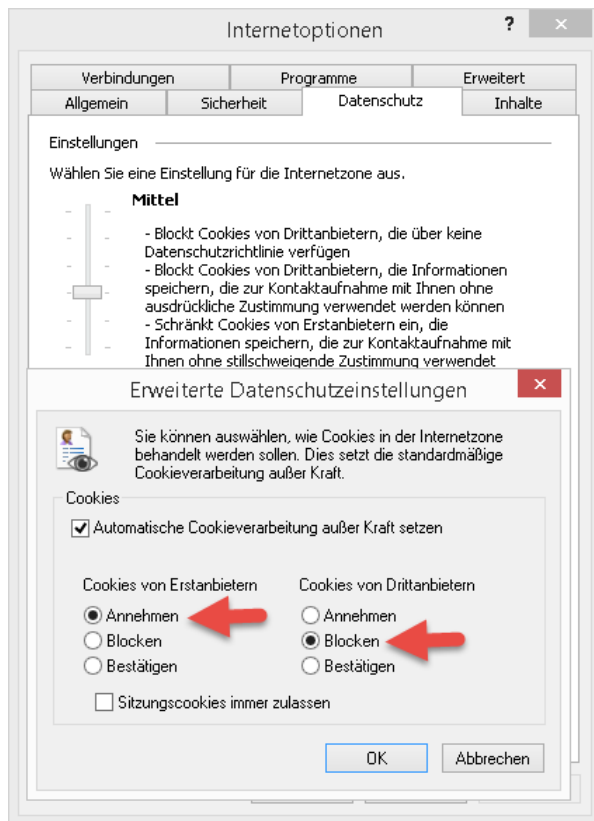 Internetoptionen
?
×
Verbindungen
Programme
Erweitert
Allgemein
Sicherheit
Datenschutz
Inhalte
Einstellungen
Wählen Sie eine Einstellung für die Internetzone aus.
Mittel
- Blockt Cookies von Drittanbietern, die über keine
Datenschutzrichtlinie verfügen
- Blockt Cookies von Drittanbietern, die Informationen
speichern, die zur Kontaktaufnahme mit Ihnen ohne
ausdrückliche Zustimmung verwendet werden können
- Schränkt Cookies von Erstanbietern ein, die
Informationen speichern, die zur Kontaktaufnahme mit
Ihnen ohne stillschweigende Zustimmung verwendet
Erweiterte Datenschutzeinstellungen
×
Sie können auswählen, wie Cookies in der Internetzone
behandelt werden sollen. Dies setzt die standardmäßige
Cookieverarbeitung außer Kraft.
Cookies
Automatische Cookieverarbeitung außer Kraft setzen
Cookies von Erstanbietern
Annehmen
Blocken
Bestätigen
Cookies von Drittanbietern
Annehmen
Blocken
Bestätigen
Sitzungscookies immer zulassen
OK
Abbrechen